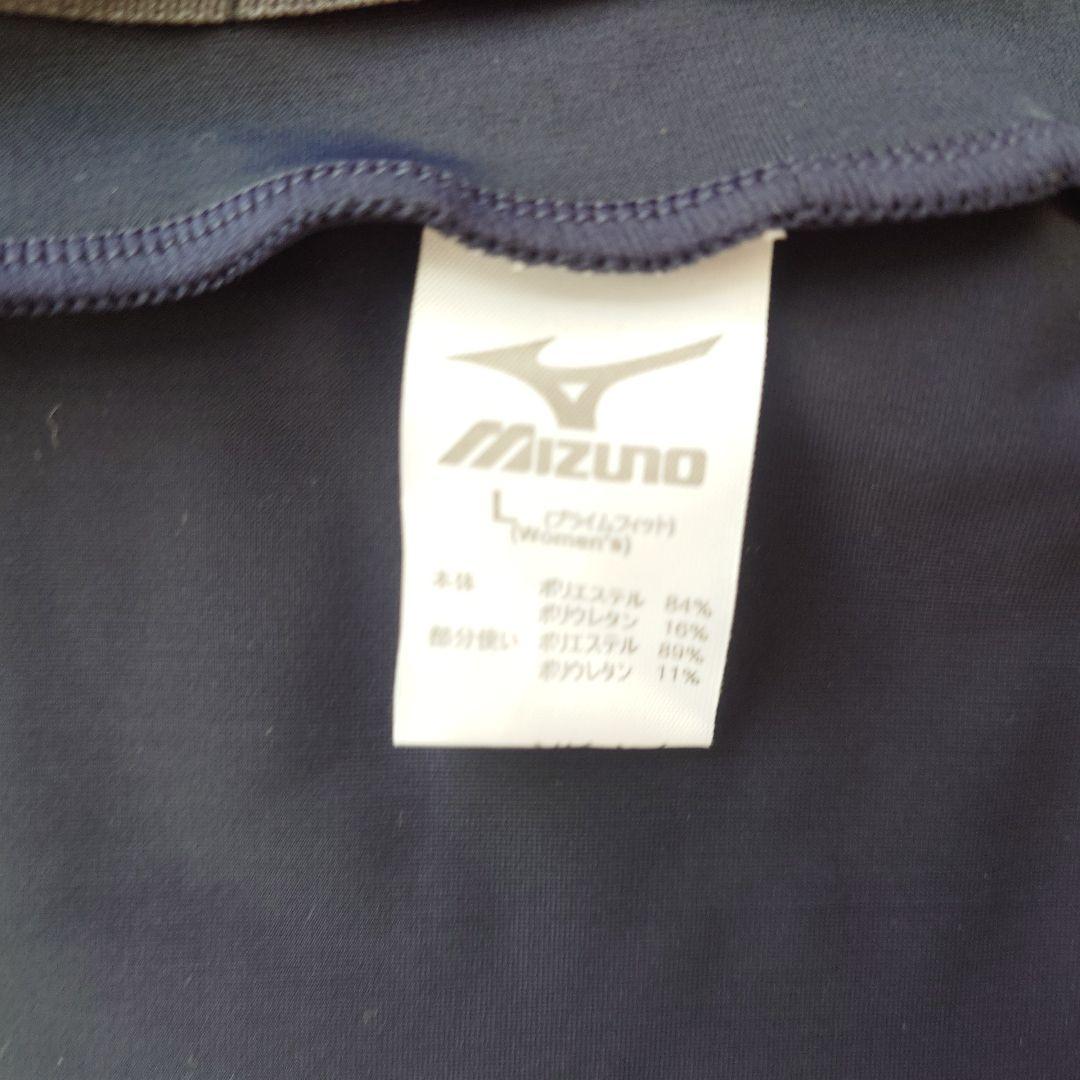 MIZUNO
L (プライムフィット)
(Women's)
本体 ポリエステル 84%
ポリウレタン 16%
部分使い ポリエステル 89%
ポリウレタン 11%